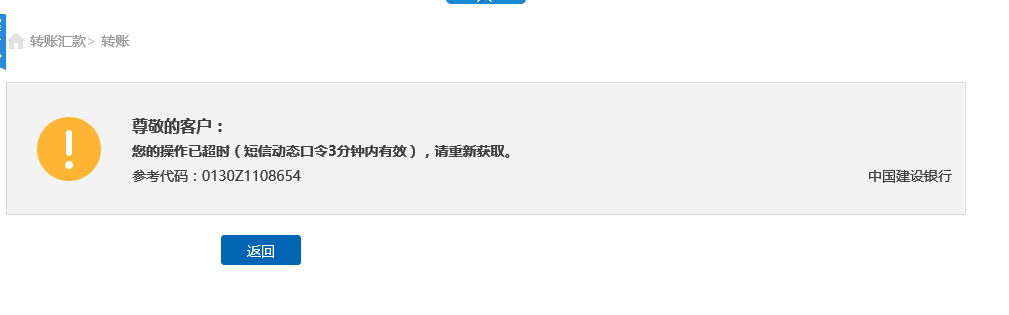 转账汇款> 转账
尊敬的客户：
您的操作已超时（短信动态口令3分钟内有效），请重新获取。
参考代码：0130Z1108654
中国建设银行
返回